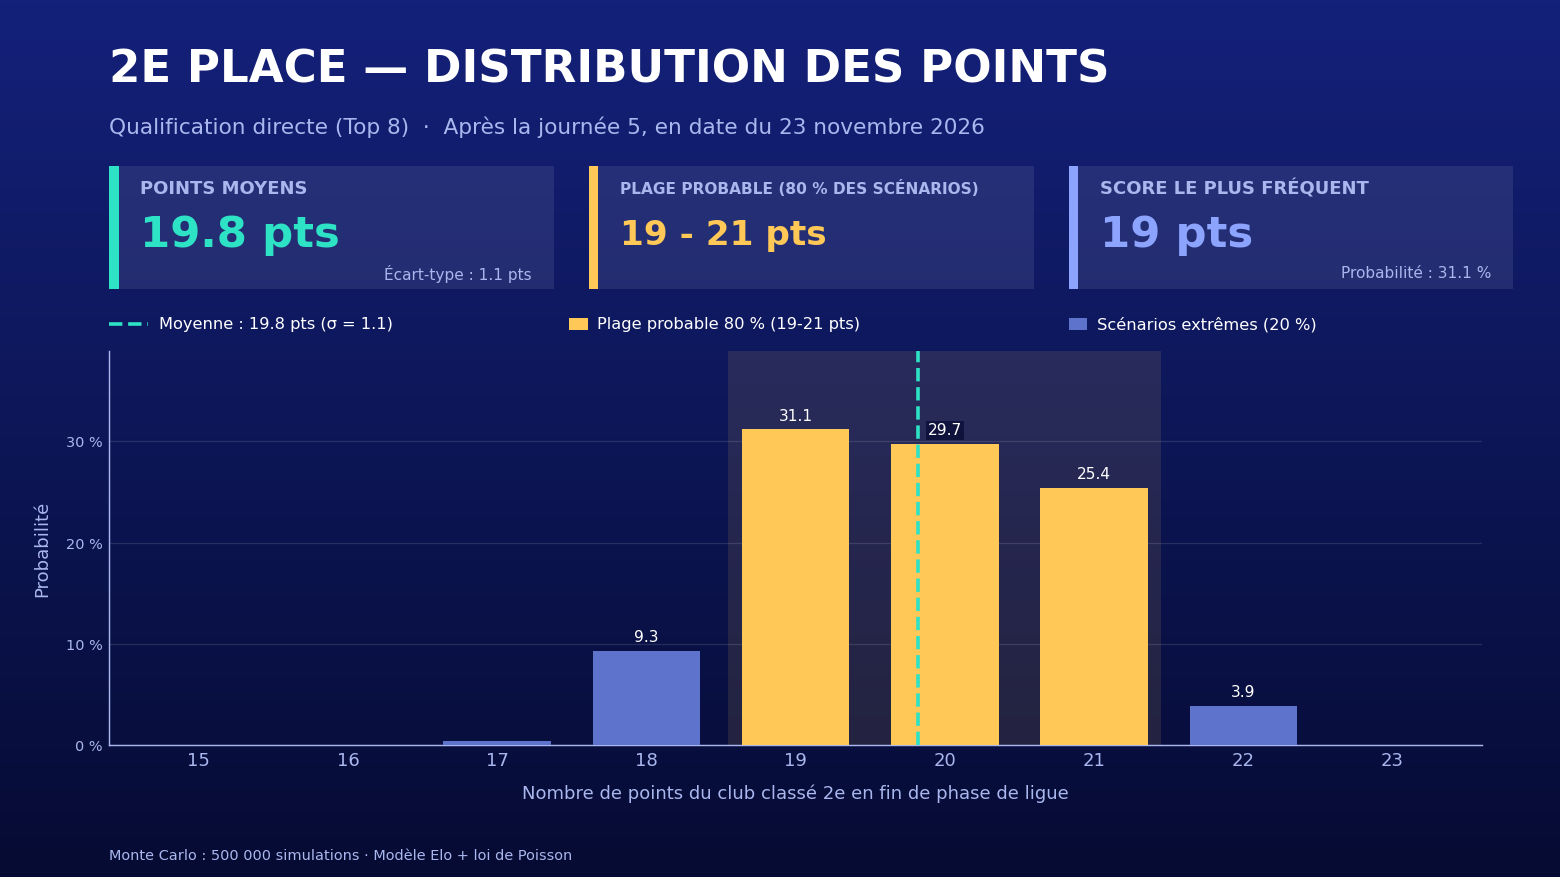 2E PLACE — DISTRIBUTION DES POINTS
Qualification directe (Top 8) · Après la journée 5, en date du 23 novembre 2026
POINTS MOYENS
19.8 pts
Écart-type : 1.1 pts
PLAGE PROBABLE (80 % DES SCÉNARIOS)
19 - 21 pts
SCORE LE PLUS FRÉQUENT
19 pts
Probabilité : 31.1 %
Moyenne : 19.8 pts (σ = 1.1)
Plage probable 80 % (19-21 pts)
Scénarios extrêmes (20 %)
Probabilité
30 %
20 %
10 %
0 %
9.3
31.1
29.7
25.4
3.9
15 16 17 18 19 20 21 22 23
Nombre de points du club classé 2e en fin de phase de ligue
Monte Carlo : 500 000 simulations · Modèle Elo + loi de Poisson